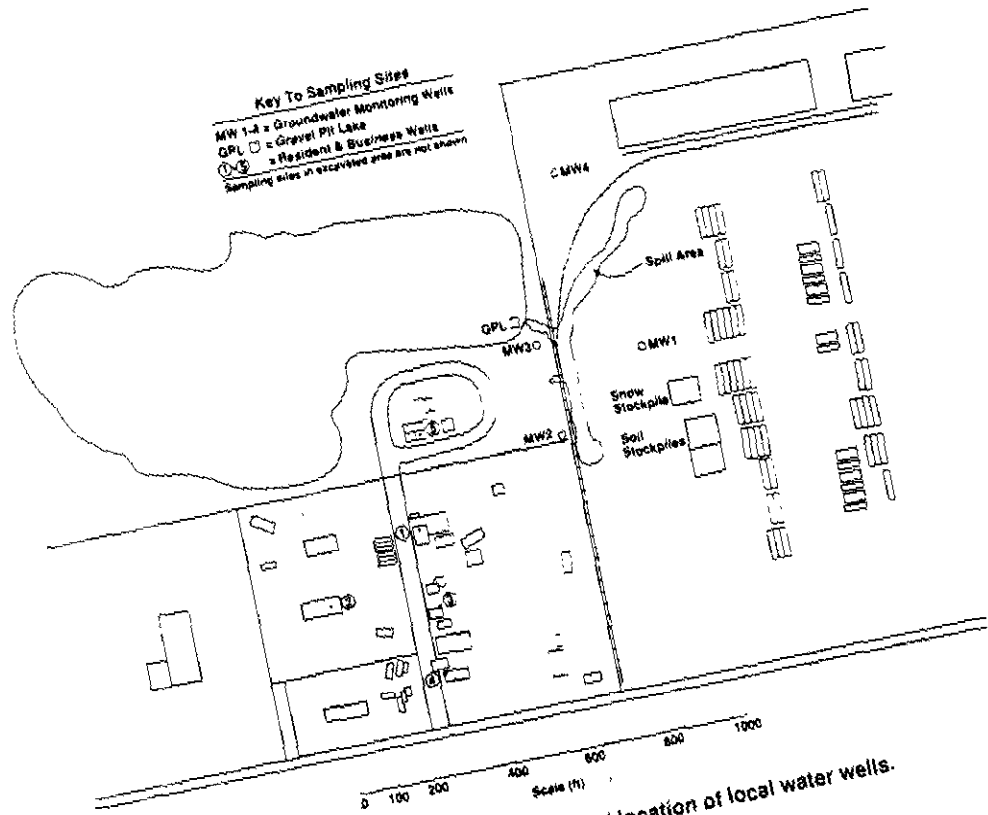 Key To Sampling Sites
MW 1-4 = Groundwater Monitoring Wells
GPL = Gravel Pit Lake
①-⑤ = Resident & Business Wells
Sampling sites in excavated area are not shown
MW4
Spill Area
GPL
MW3
MW1
Snow
Stockpile
Soil
Stockpiles
MW2
5
1
2
3
4
0 100 200 400 600 800 1000
Scale (ft)
location of local water wells.